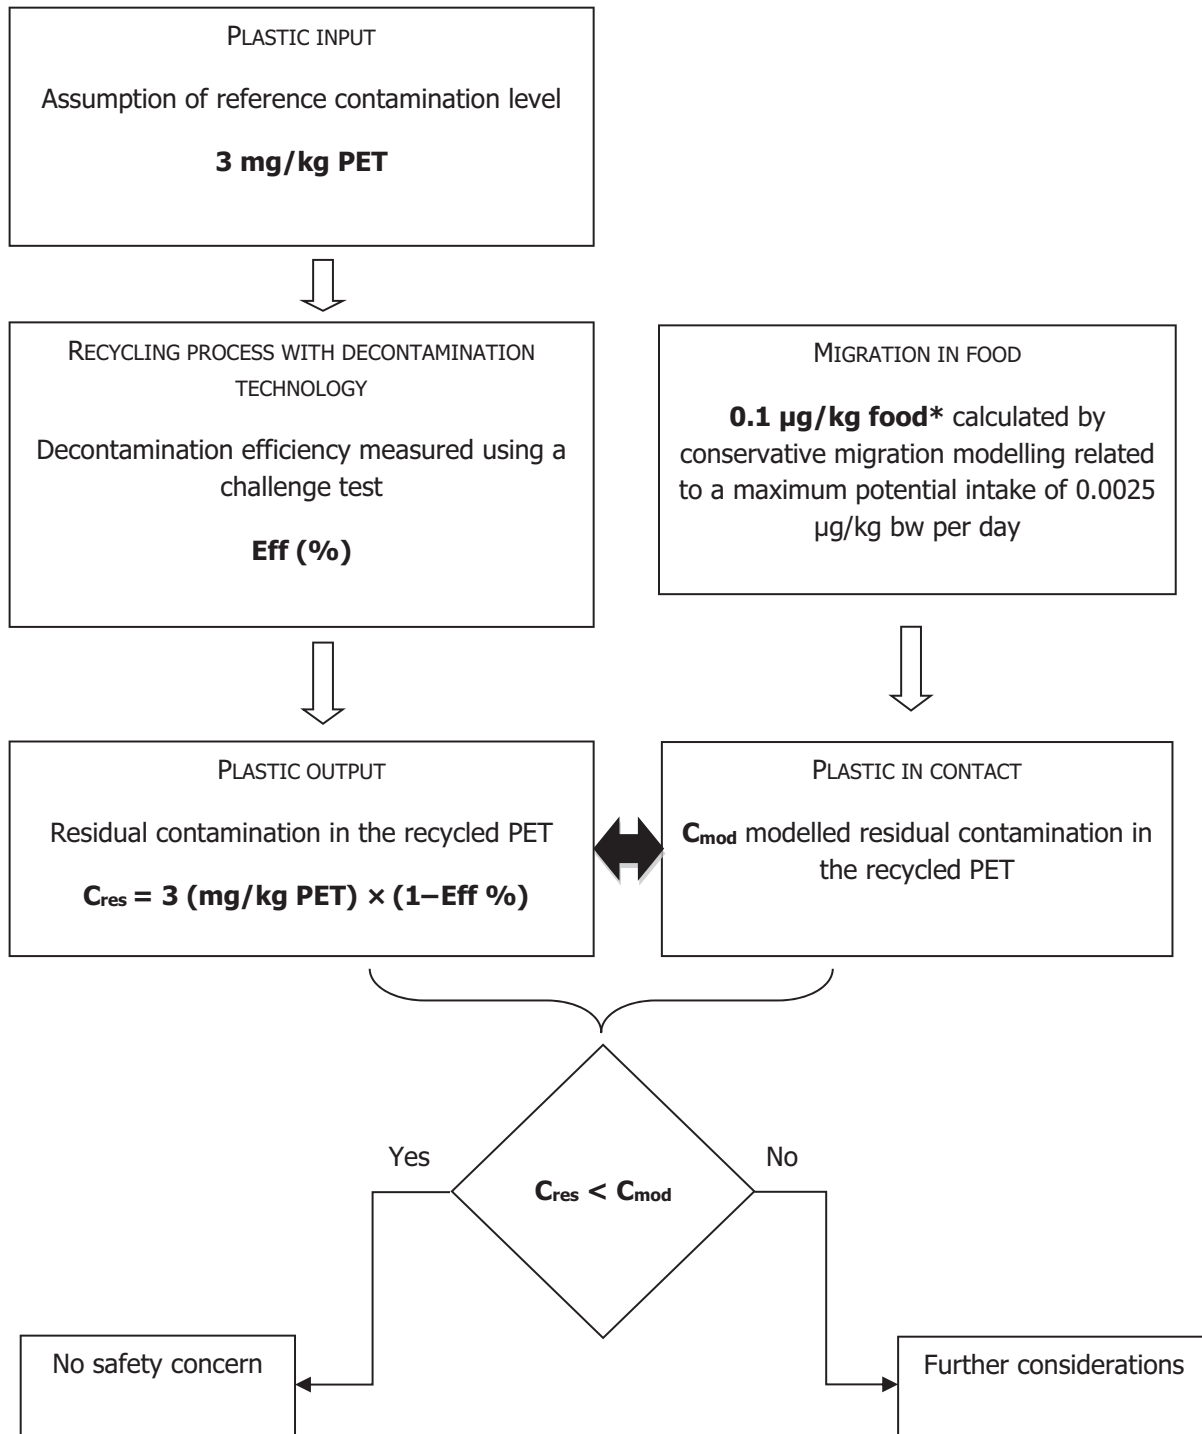 PLASTIC INPUT
Assumption of reference contamination level
3 mg/kg PET
RECYCLING PROCESS WITH DECONTAMINATION
TECHNOLOGY
Decontamination efficiency measured using a
challenge test
Eff (%)
MIGRATION IN FOOD
0.1 µg/kg food* calculated by
conservative migration modelling related
to a maximum potential intake of 0.0025
µg/kg bw per day
PLASTIC OUTPUT
Residual contamination in the recycled PET
Cres = 3 (mg/kg PET) × (1–Eff %)
PLASTIC IN CONTACT
Cmod modelled residual contamination in
the recycled PET
Yes
No
Cres < Cmod
No safety concern
Further considerations